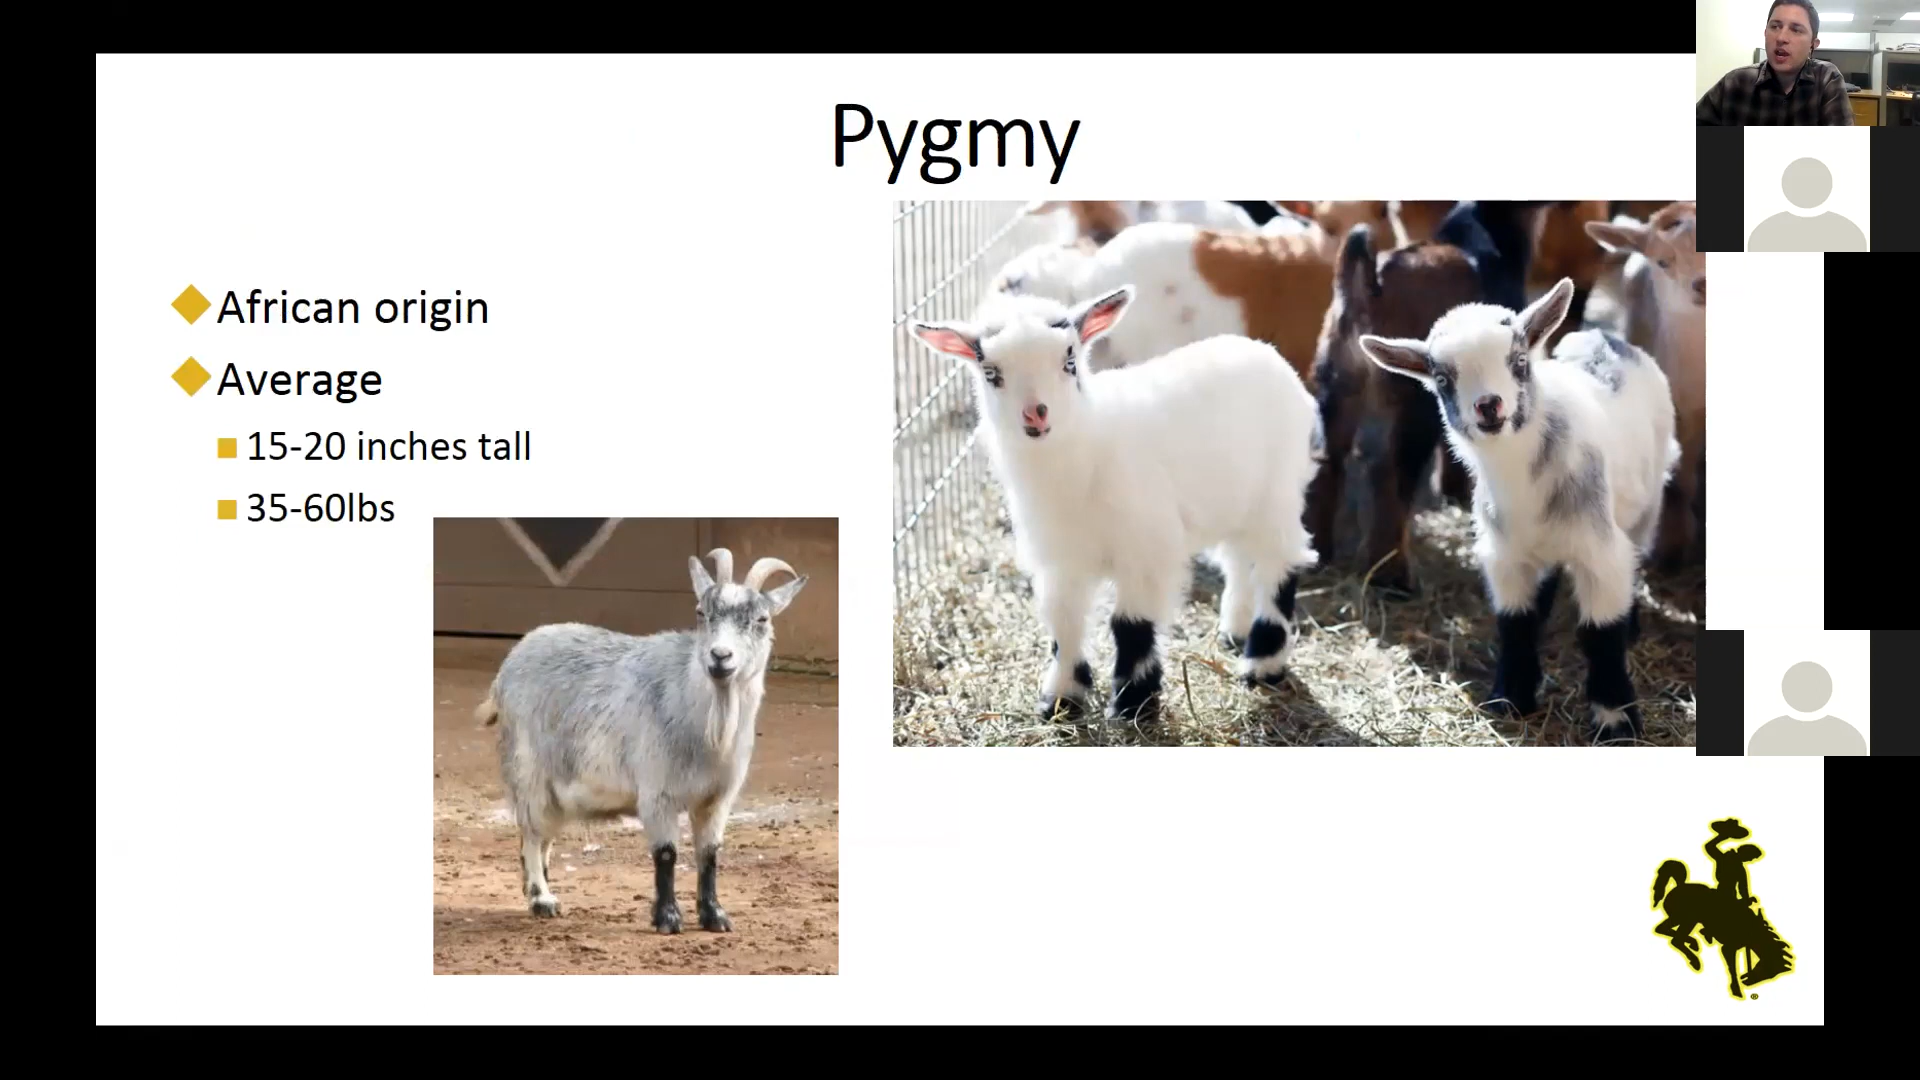 Pygmy
African origin
Average
15-20 inches tall
35-60lbs